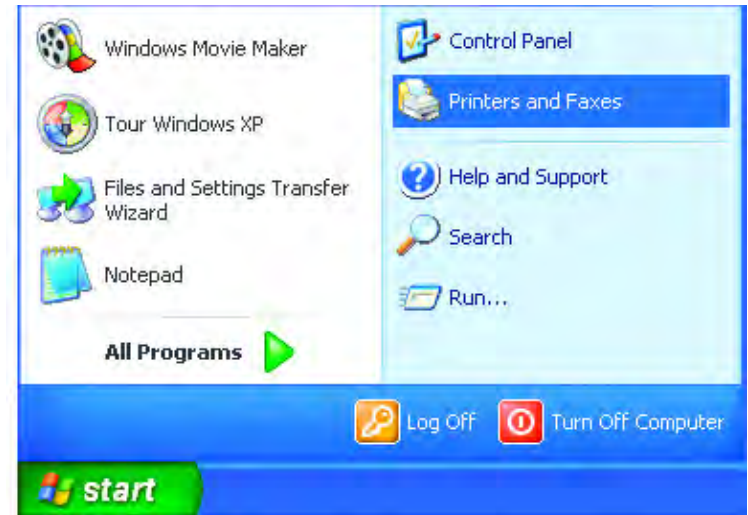 Windows Movie Maker
Tour Windows XP
Files and Settings Transfer
Wizard
Notepad
All Programs
Control Panel
Printers and Faxes
Help and Support
Search
Run...
Log Off
Turn Off Computer
start